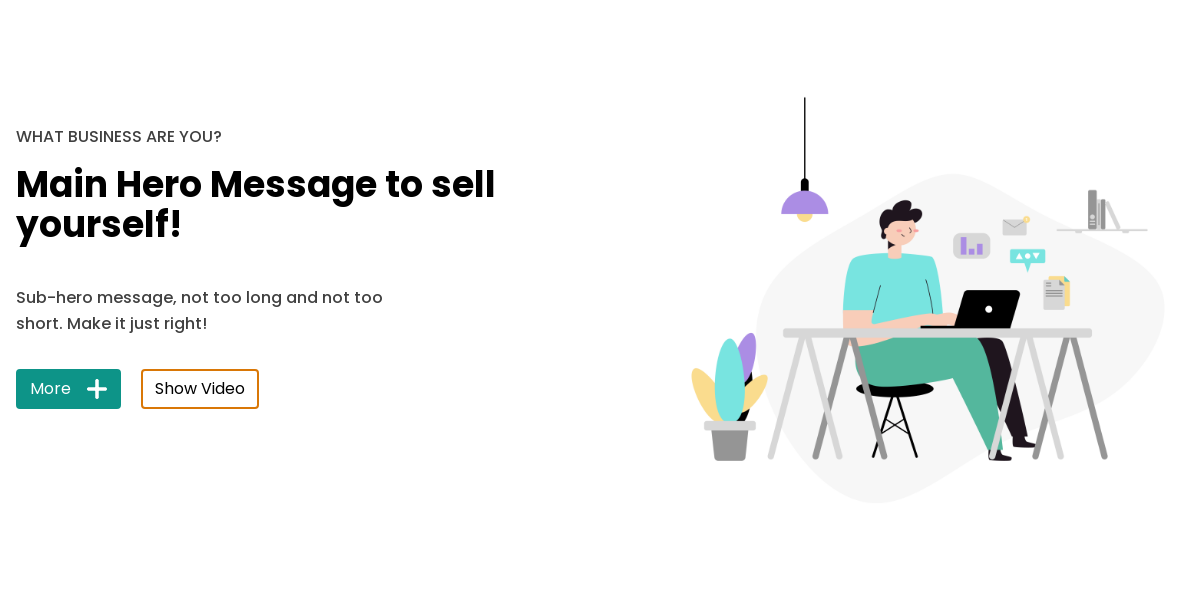 WHAT BUSINESS ARE YOU?
Main Hero Message to sell
yourself!
Sub-hero message, not too long and not too
short. Make it just right!
More
Show Video